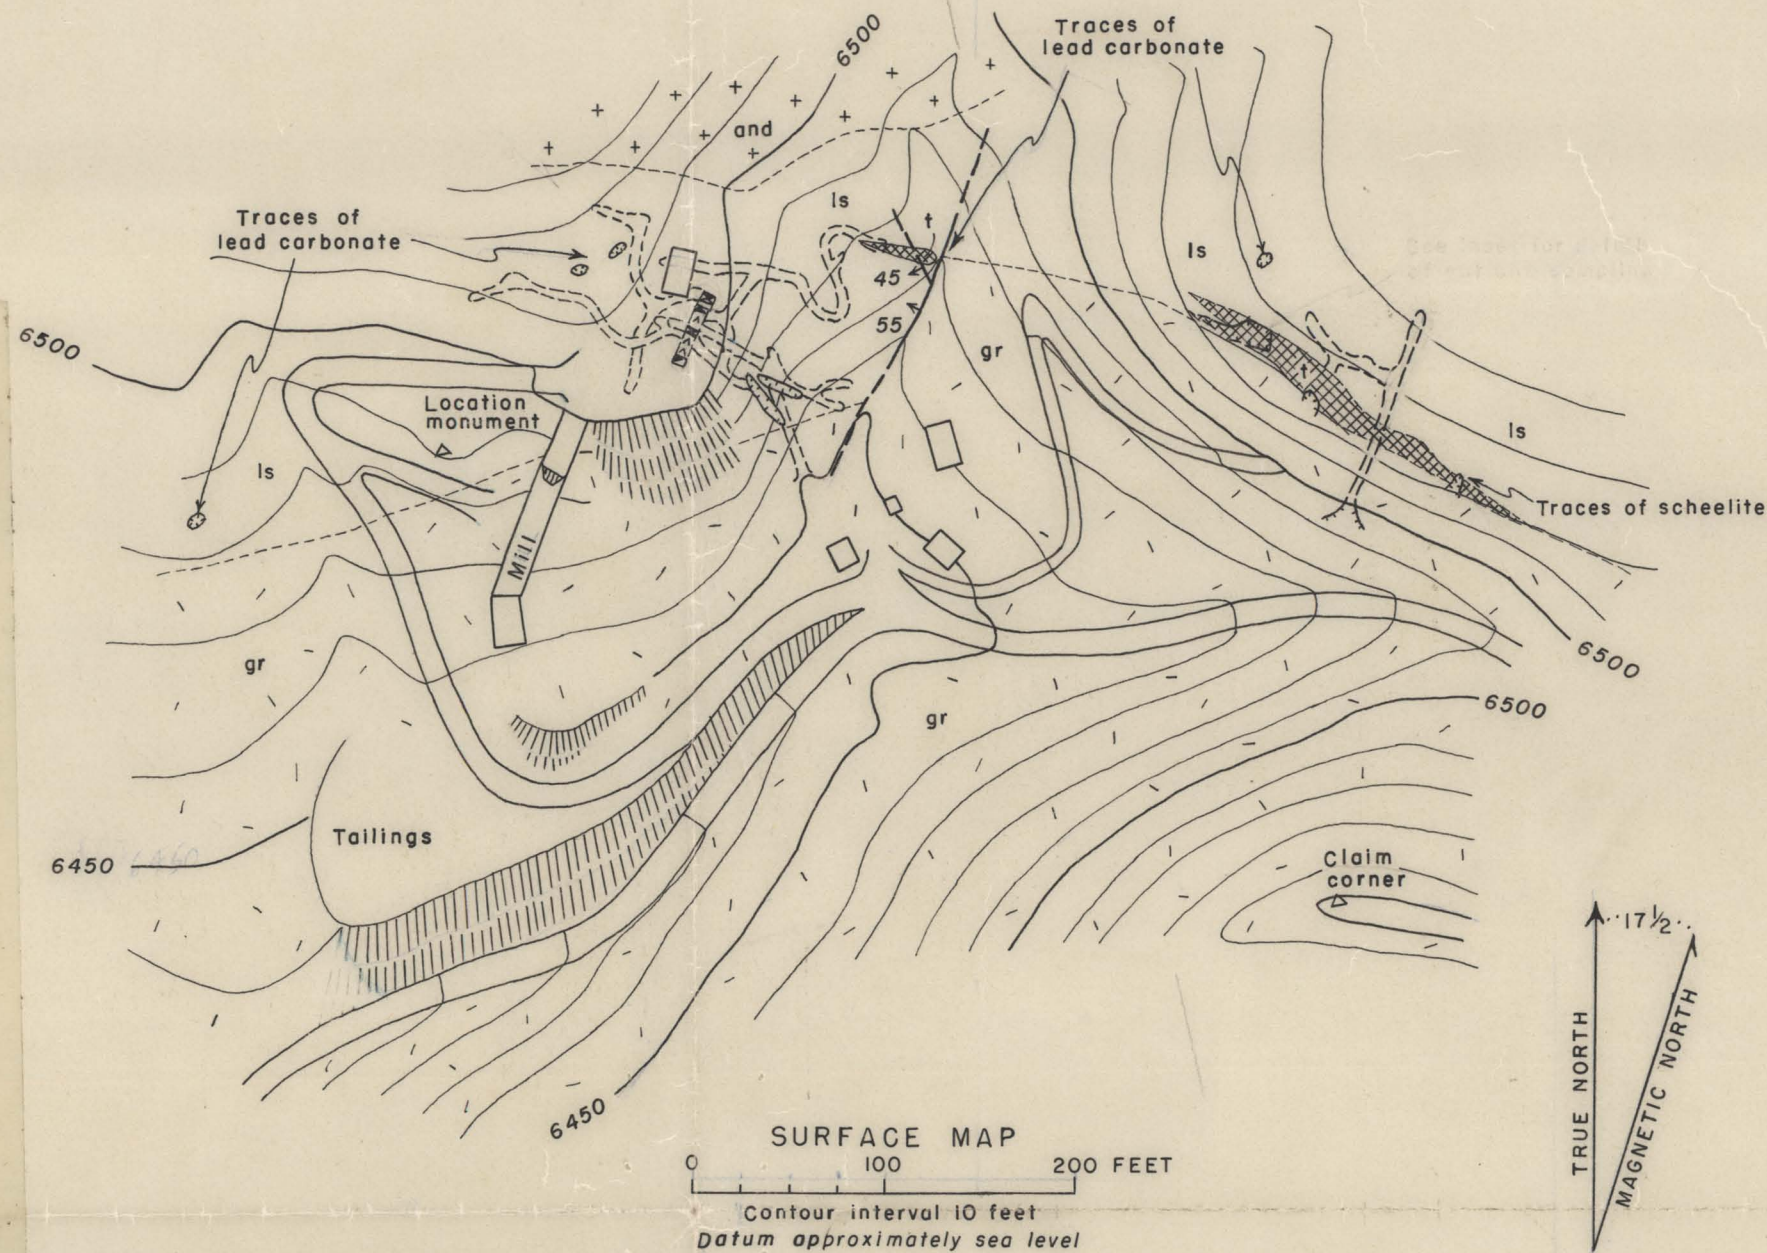 6500
Traces of
lead carbonate
and
ls
t
Traces of
lead carbonate
ls
45
55
6500
gr
t
Location
monument
ls
ls
Traces of scheelite
Mill
gr
6500
6500
gr
Tailings
6450
6450
Claim
corner
17½
TRUE NORTH
MAGNETIC NORTH
6450
SURFACE MAP
0 100 200 FEET
Contour interval 10 feet
Datum approximately sea level